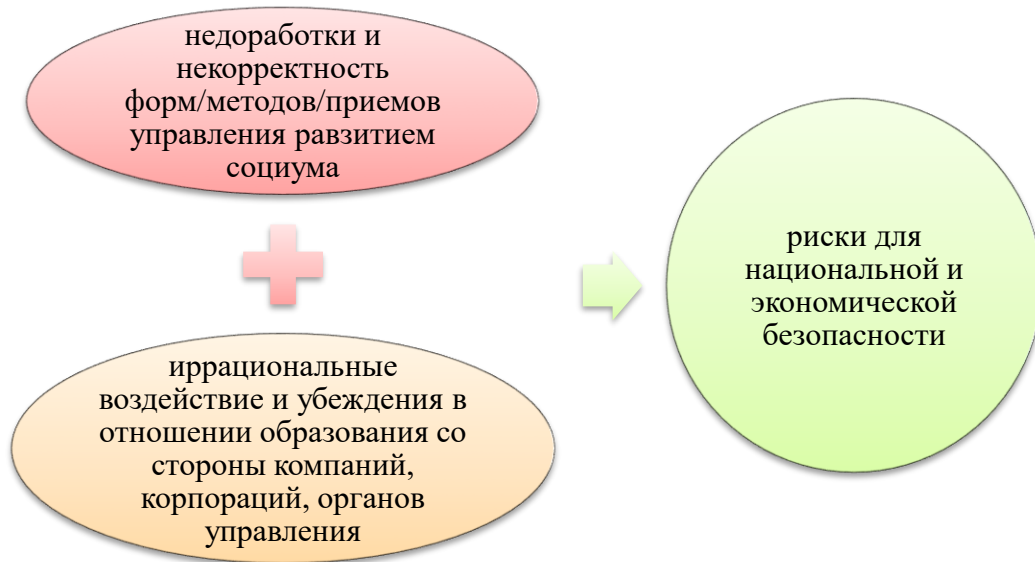 недоработки и
некорректность
форм/методов/приемов
управления равзитием
социума
иррациональные
воздействие и убеждения в
отношении образования со
стороны компаний,
корпораций, органов
управления
риски для
национальной и
экономической
безопасности